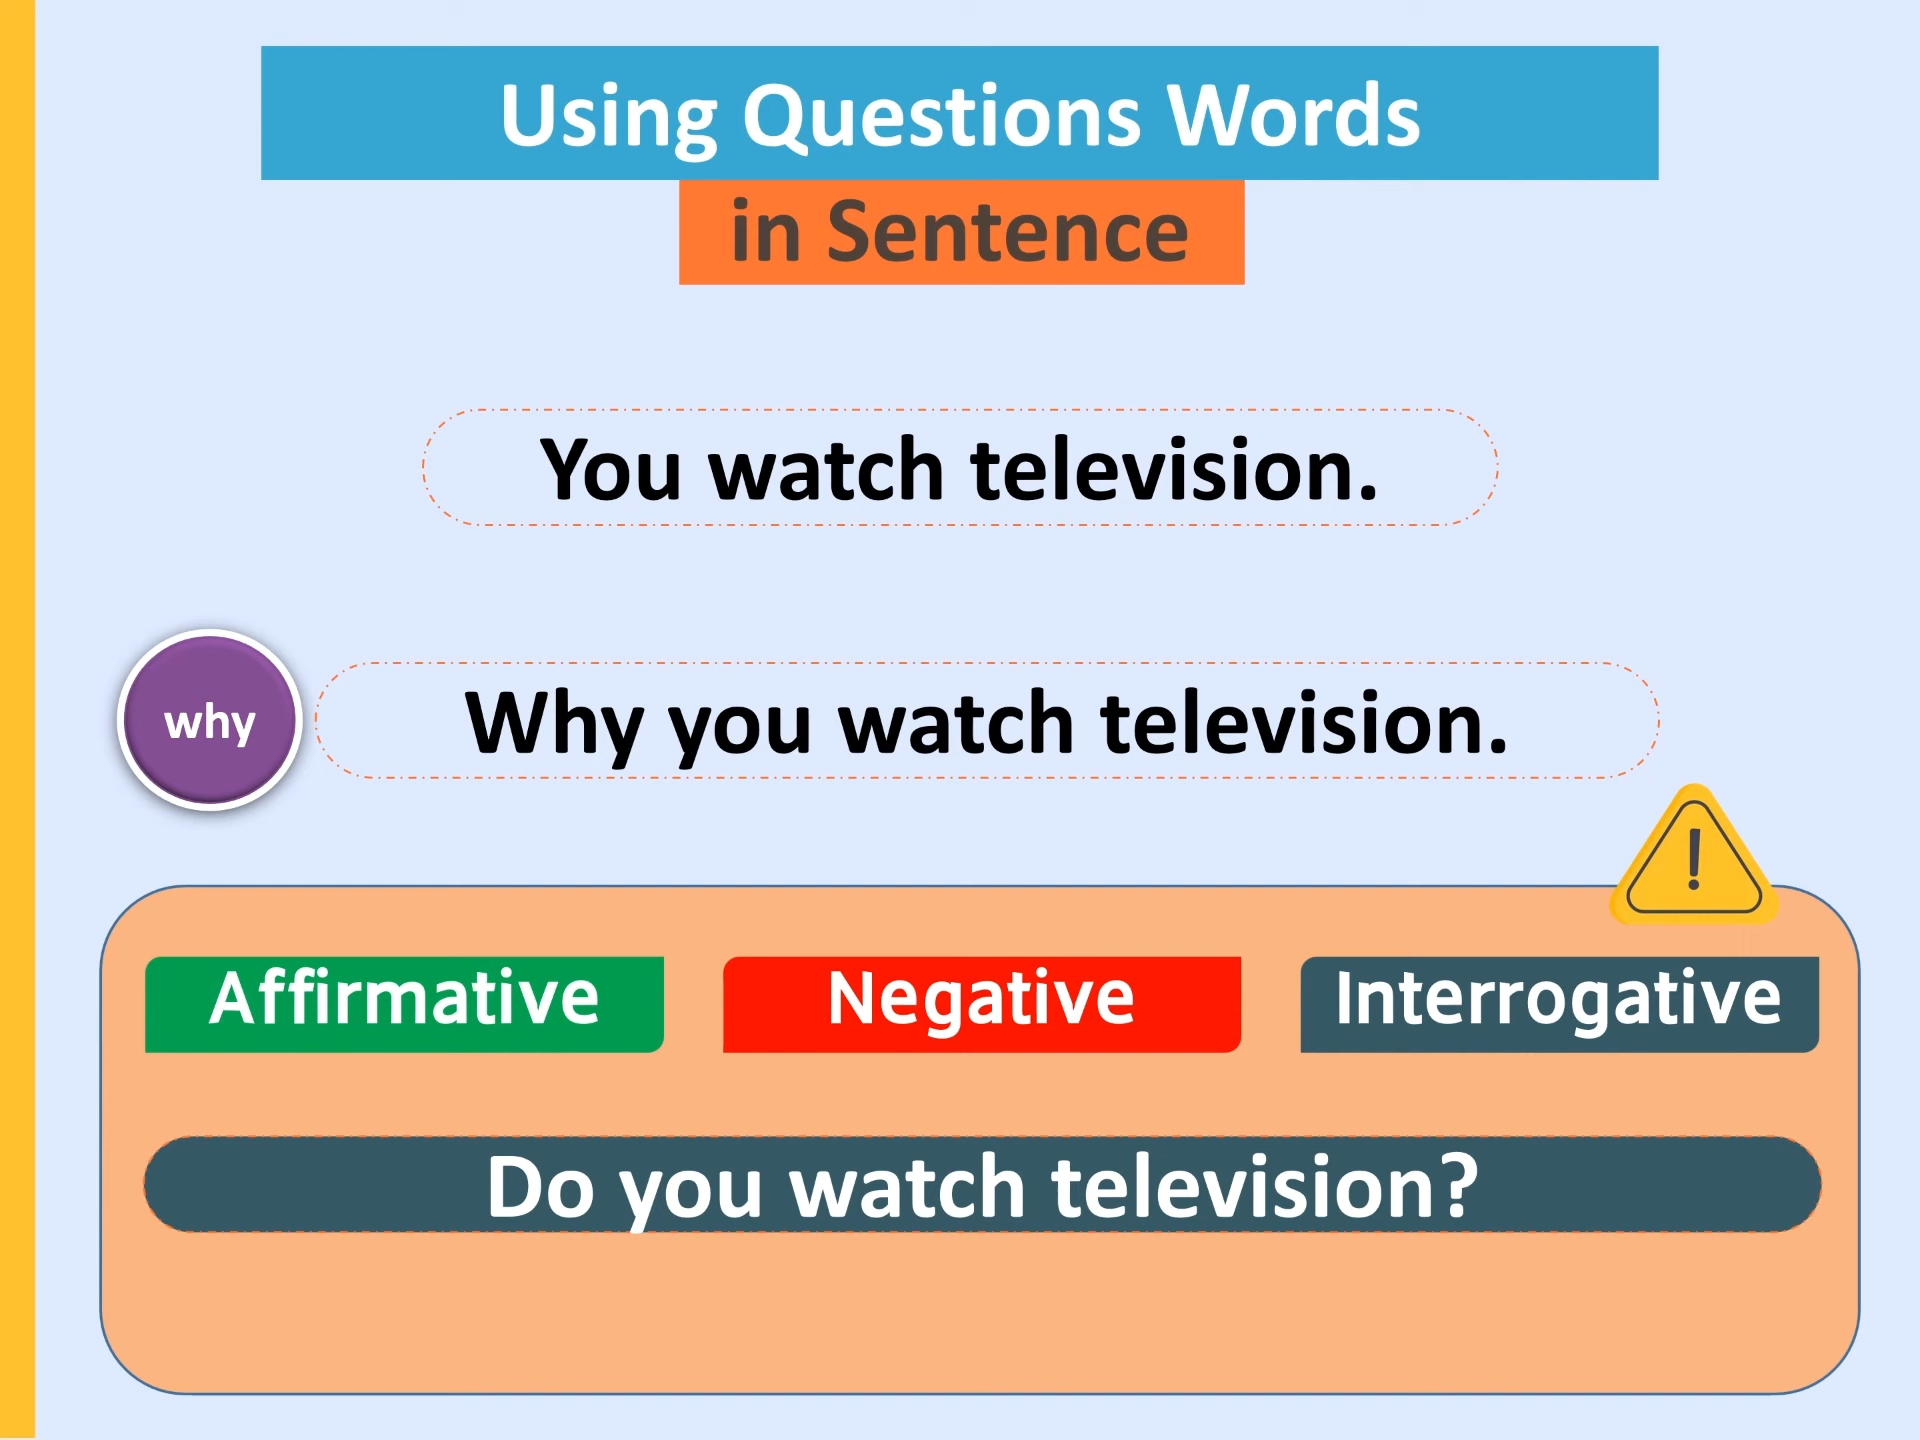 Using Questions Words
in Sentence
You watch television.
why
Why you watch television.
!
Affirmative
Negative
Interrogative
Do you watch television?